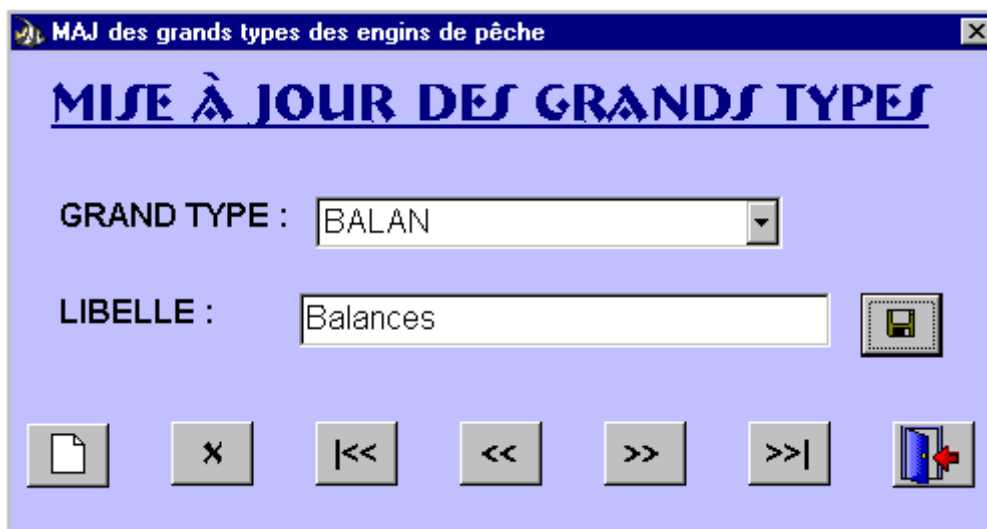 MAJ des grands types des engins de pêche
MISE À JOUR DES GRANDS TYPES
GRAND TYPE : BALAN
LIBELLE : Balances
x |<< << >> >>|